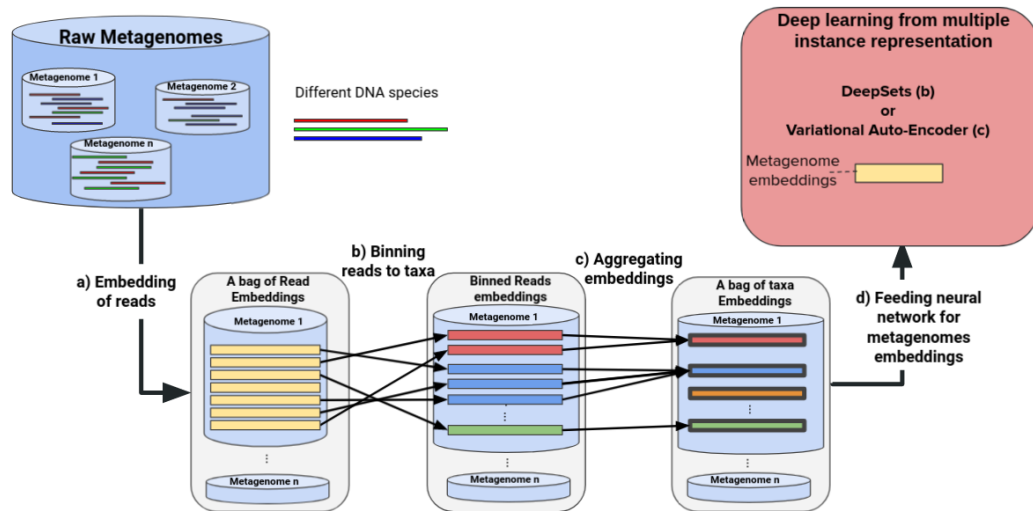 Raw Metagenomes
Metagenome 1
Metagenome 2
Metagenome n
Different DNA species
Deep learning from multiple
instance representation
DeepSets (b)
or
Variational Auto-Encoder (c)
Metagenome
embeddings
a) Embedding
of reads
b) Binning
reads to taxa
c) Aggregating
embeddings
d) Feeding neural
network for
metagenomes
embeddings
A bag of Read
Embeddings
Metagenome 1
⋮
Metagenome n
Binned Reads
embeddings
Metagenome 1
⋮
⋮
Metagenome n
A bag of taxa
Embeddings
Metagenome 1
⋮
⋮
Metagenome n